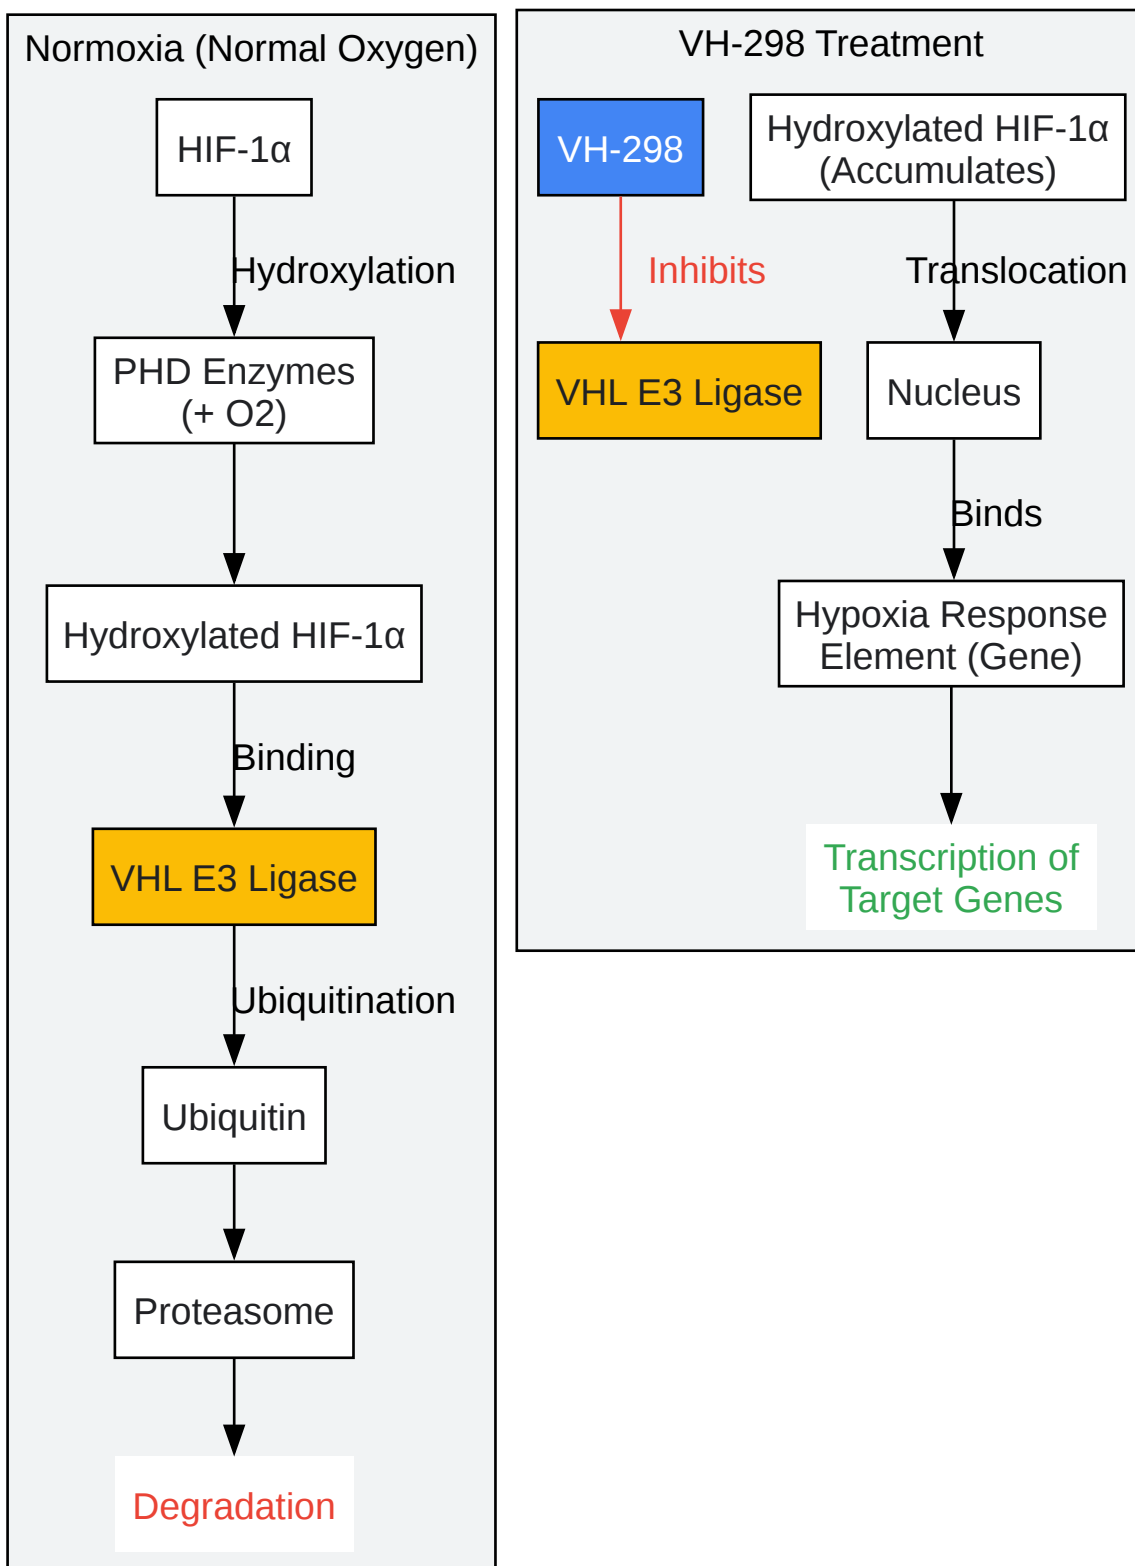 Normoxia (Normal Oxygen)
HIF-1α
Hydroxylation
PHD Enzymes
(+ O2)
Hydroxylated HIF-1α
Binding
VHL E3 Ligase
Ubiquitination
Ubiquitin
Proteasome
Degradation
VH-298 Treatment
VH-298
Inhibits
VHL E3 Ligase
Hydroxylated HIF-1α
(Accumulates)
Translocation
Nucleus
Binds
Hypoxia Response
Element (Gene)
Transcription of
Target Genes